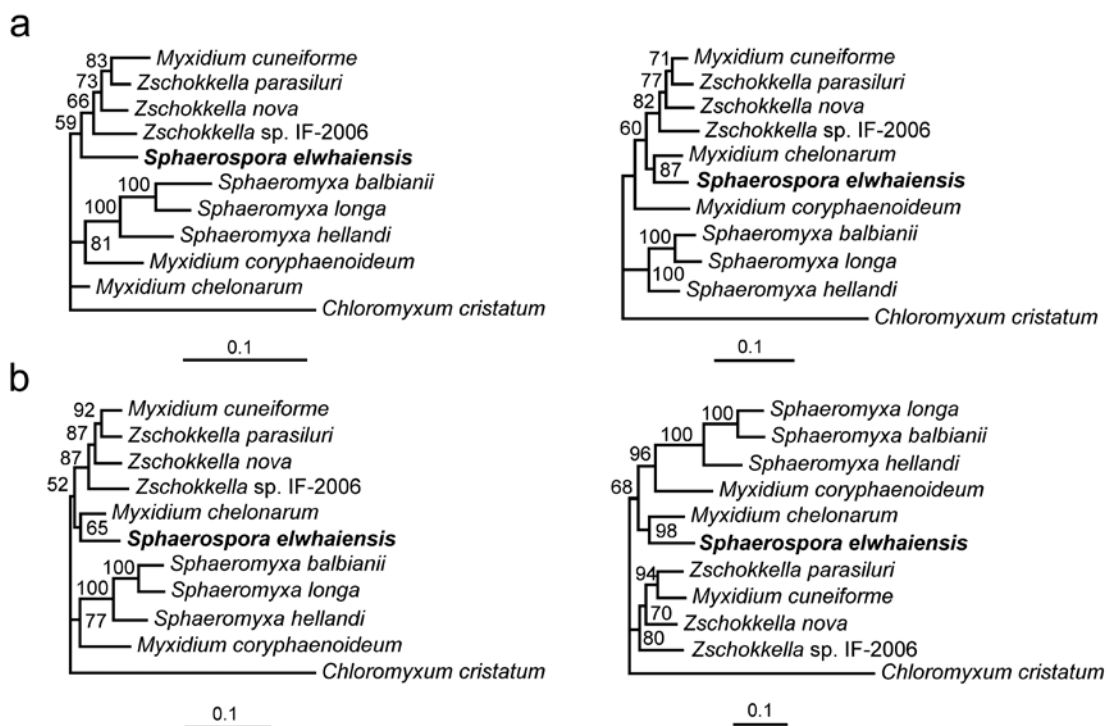 a
83
Myxidium cuneiforme
73
Zschokkella parasiluri
66
Zschokkella nova
59
Zschokkella sp. IF-2006
Sphaerospora elwhaiensis
100
Sphaeromyxa balbianii
100
Sphaeromyxa longa
Sphaeromyxa hellandi
81
Myxidium coryphaenoideum
Myxidium chelonarum
Chloromyxum cristatum
0.1
71
Myxidium cuneiforme
77
Zschokkella parasiluri
82
Zschokkella nova
60
Zschokkella sp. IF-2006
Myxidium chelonarum
87
Sphaerospora elwhaiensis
Myxidium coryphaenoideum
100
Sphaeromyxa balbianii
Sphaeromyxa longa
100
Sphaeromyxa hellandi
Chloromyxum cristatum
0.1
b
92
Myxidium cuneiforme
87
Zschokkella parasiluri
87
Zschokkella nova
52
Zschokkella sp. IF-2006
Myxidium chelonarum
65
Sphaerospora elwhaiensis
100
Sphaeromyxa balbianii
100
Sphaeromyxa longa
77
Sphaeromyxa hellandi
Myxidium coryphaenoideum
Chloromyxum cristatum
0.1
100
Sphaeromyxa longa
100
Sphaeromyxa balbianii
96
Sphaeromyxa hellandi
68
Myxidium coryphaenoideum
Myxidium chelonarum
98
Sphaerospora elwhaiensis
94
Zschokkella parasiluri
Myxidium cuneiforme
70
Zschokkella nova
80
Zschokkella sp. IF-2006
Chloromyxum cristatum
0.1